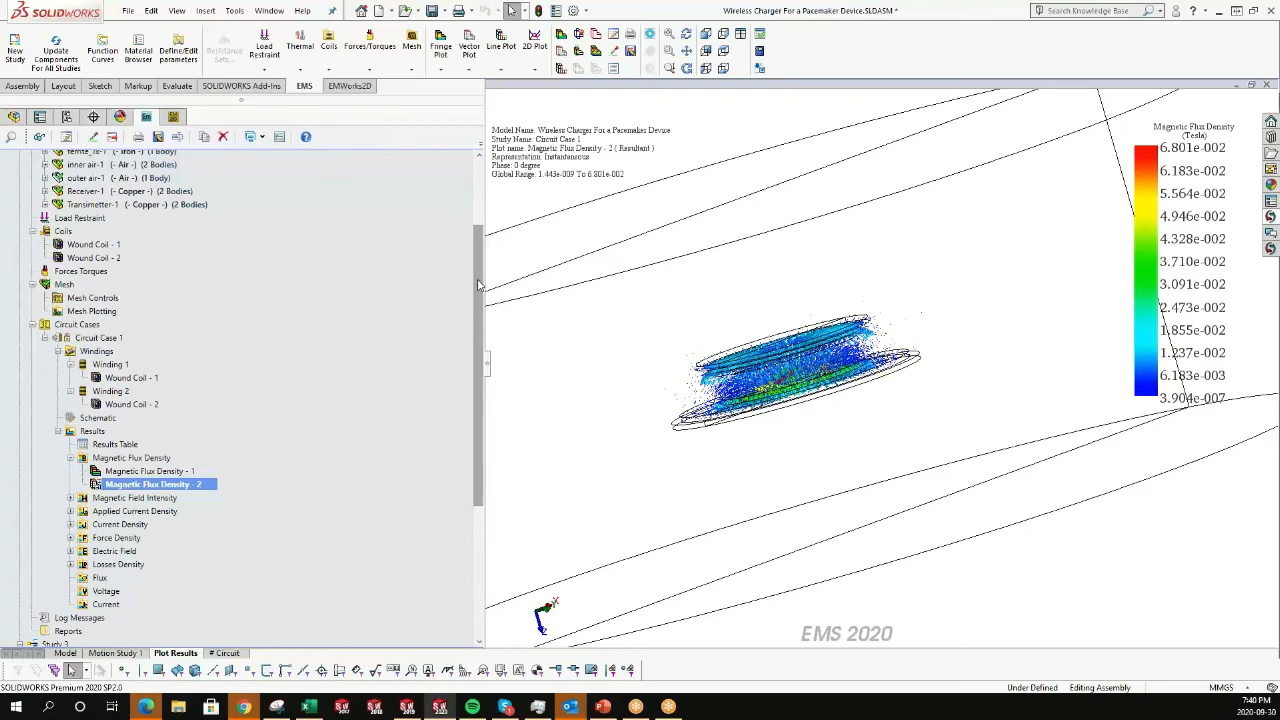 SOLIDWORKS File Edit View Insert Tools Window Help Wireless Charger For a Pacemaker Device.SLDASM * Search Knowledge Base
New Study Update Components For All Studies Function Curves Material Browser Define/Edit parameters Resistance Sets... Load Restraint Thermal Coils Forces/Torques Mesh Fringe Plot Vector Plot Line Plot 2D Plot
Assembly Layout Sketch Markup Evaluate SOLIDWORKS Add-Ins EMS EMWorks2D
inner air-1 (- Air -) (2 Bodies)
outer air-1 (- Air -) (1 Body)
Receiver-1 (- Copper -) (2 Bodies)
Transimetter-1 (- Copper -) (2 Bodies)
Load Restraint
Coils
Wound Coil - 1
Wound Coil - 2
Forces Torques
Mesh
Mesh Controls
Mesh Plotting
Circuit Cases
Circuit Case 1
Windings
Winding 1
Wound Coil - 1
Winding 2
Wound Coil - 2
Schematic
Results
Results Table
Magnetic Flux Density
Magnetic Flux Density - 1
Magnetic Flux Density - 2
Magnetic Field Intensity
Applied Current Density
Current Density
Force Density
Electric Field
Losses Density
Flux
Voltage
Current
Log Messages
Reports
Study 3
Model Name: Wireless Charger For a Pacemaker Device
Study Name: Circuit Case 1
Plot name: Magnetic Flux Density - 2 ( Resultant )
Representation: Instantaneous
Phase: 0 degree
Global Range: 1.443e-009 To 6.801e-002
Magnetic Flux Density
(Tesla)
6.801e-002
6.183e-002
5.564e-002
4.946e-002
4.328e-002
3.710e-002
3.091e-002
2.473e-002
1.855e-002
1.237e-002
6.183e-003
3.904e-007
X
Z
EMS 2020
Model Motion Study 1 Plot Results # Circuit
SOLIDWORKS Premium 2020 SP2.0 Under Defined Editing Assembly MMGS
7:40 PM
2020-09-30